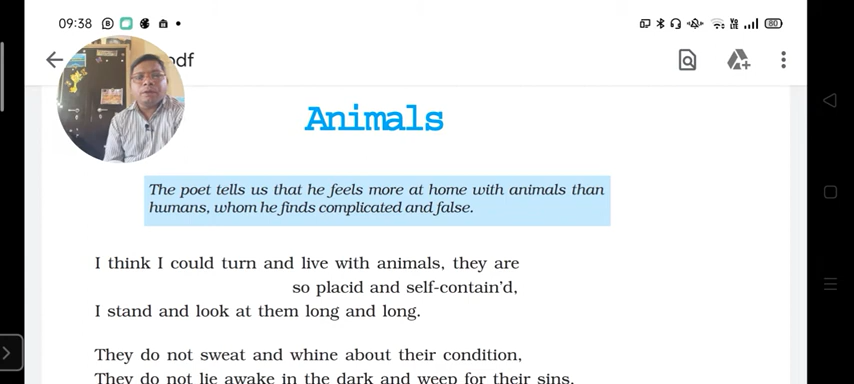 09:38
80
pdf
Animals
The poet tells us that he feels more at home with animals than
humans, whom he finds complicated and false.
I think I could turn and live with animals, they are
so placid and self-contain'd,
I stand and look at them long and long.
They do not sweat and whine about their condition,
They do not lie awake in the dark and weep for their sins,